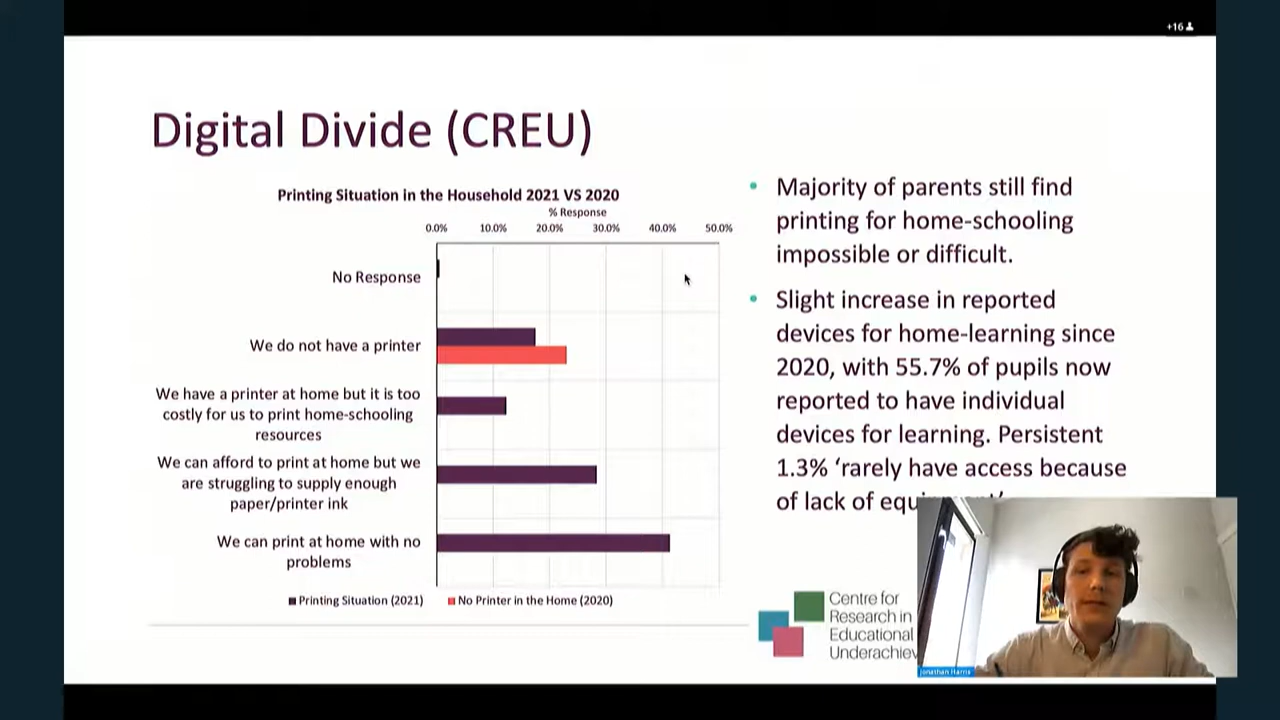 +16
Digital Divide (CREU)
Printing Situation in the Household 2021 VS 2020
% Response
0.0% 10.0% 20.0% 30.0% 40.0% 50.0%
No Response
We do not have a printer
We have a printer at home but it is too
costly for us to print home-schooling
resources
We can afford to print at home but we
are struggling to supply enough
paper/printer ink
We can print at home with no
problems
Printing Situation (2021) No Printer in the Home (2020)
• Majority of parents still find
printing for home-schooling
impossible or difficult.
• Slight increase in reported
devices for home-learning since
2020, with 55.7% of pupils now
reported to have individual
devices for learning. Persistent
1.3% ‘rarely have access because
of lack of
Centre for
Research in
Educational
Jonathan Harris